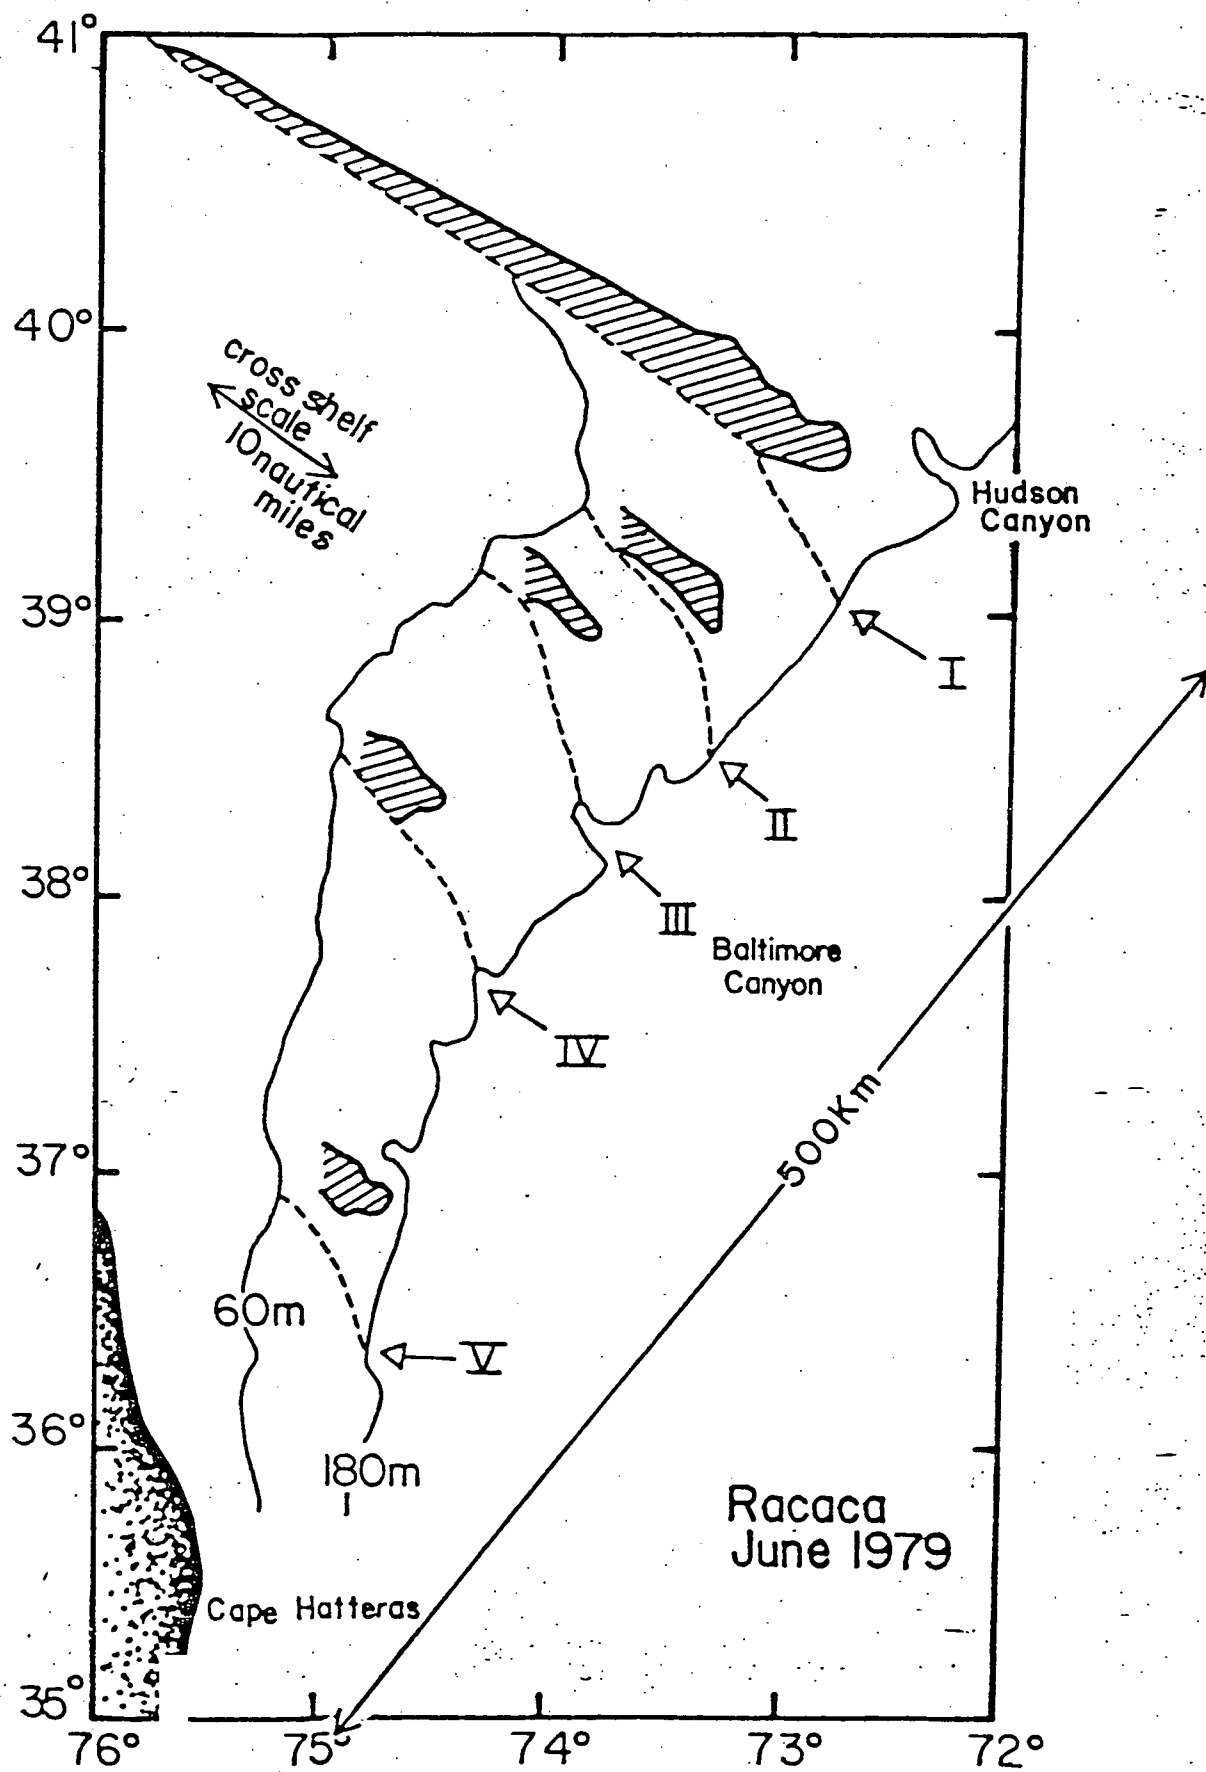 41°
40°
cross shelf
scale
10 nautical
miles
Hudson
Canyon
39°
I
II
38°
III
Baltimore
Canyon
IV
500Km
37°
60m
V
36°
180m
Racaca
June 1979
Cape Hatteras
35°
76° 75° 74° 73° 72°